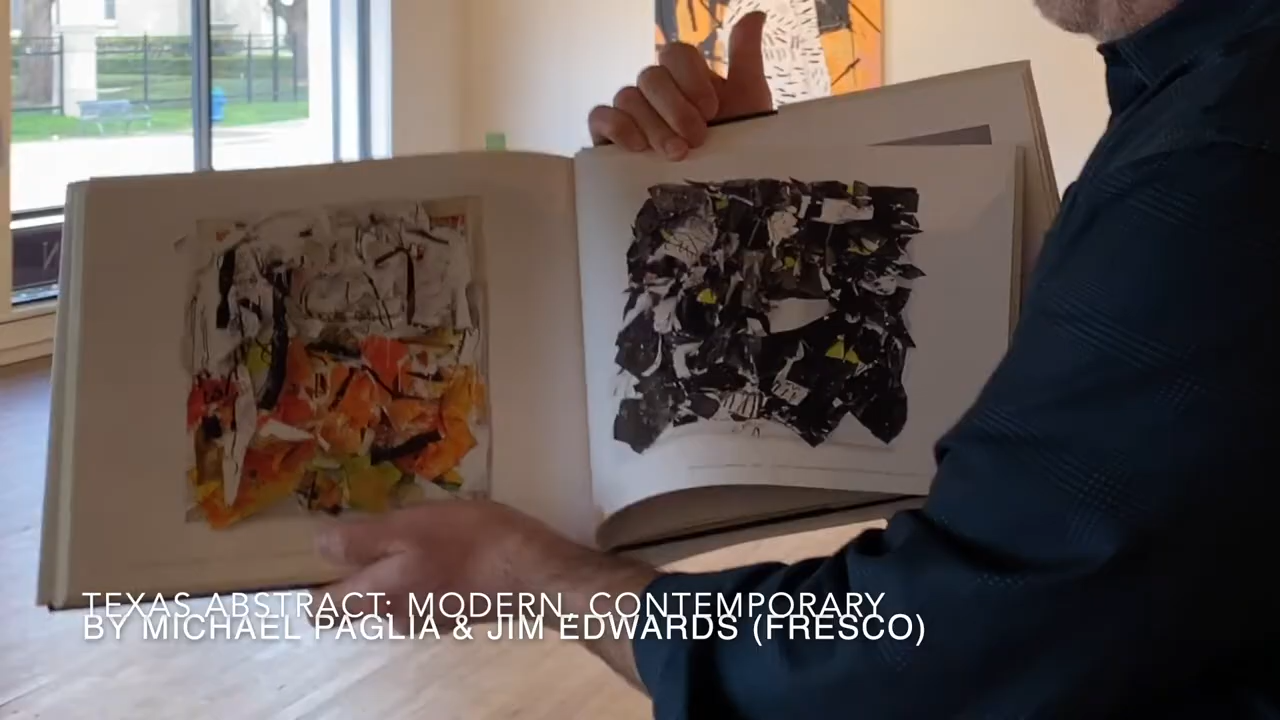 TEXAS ABSTRACT: MODERN, CONTEMPORARY
BY MICHAEL PAGLIA & JIM EDWARDS (FRESCO)